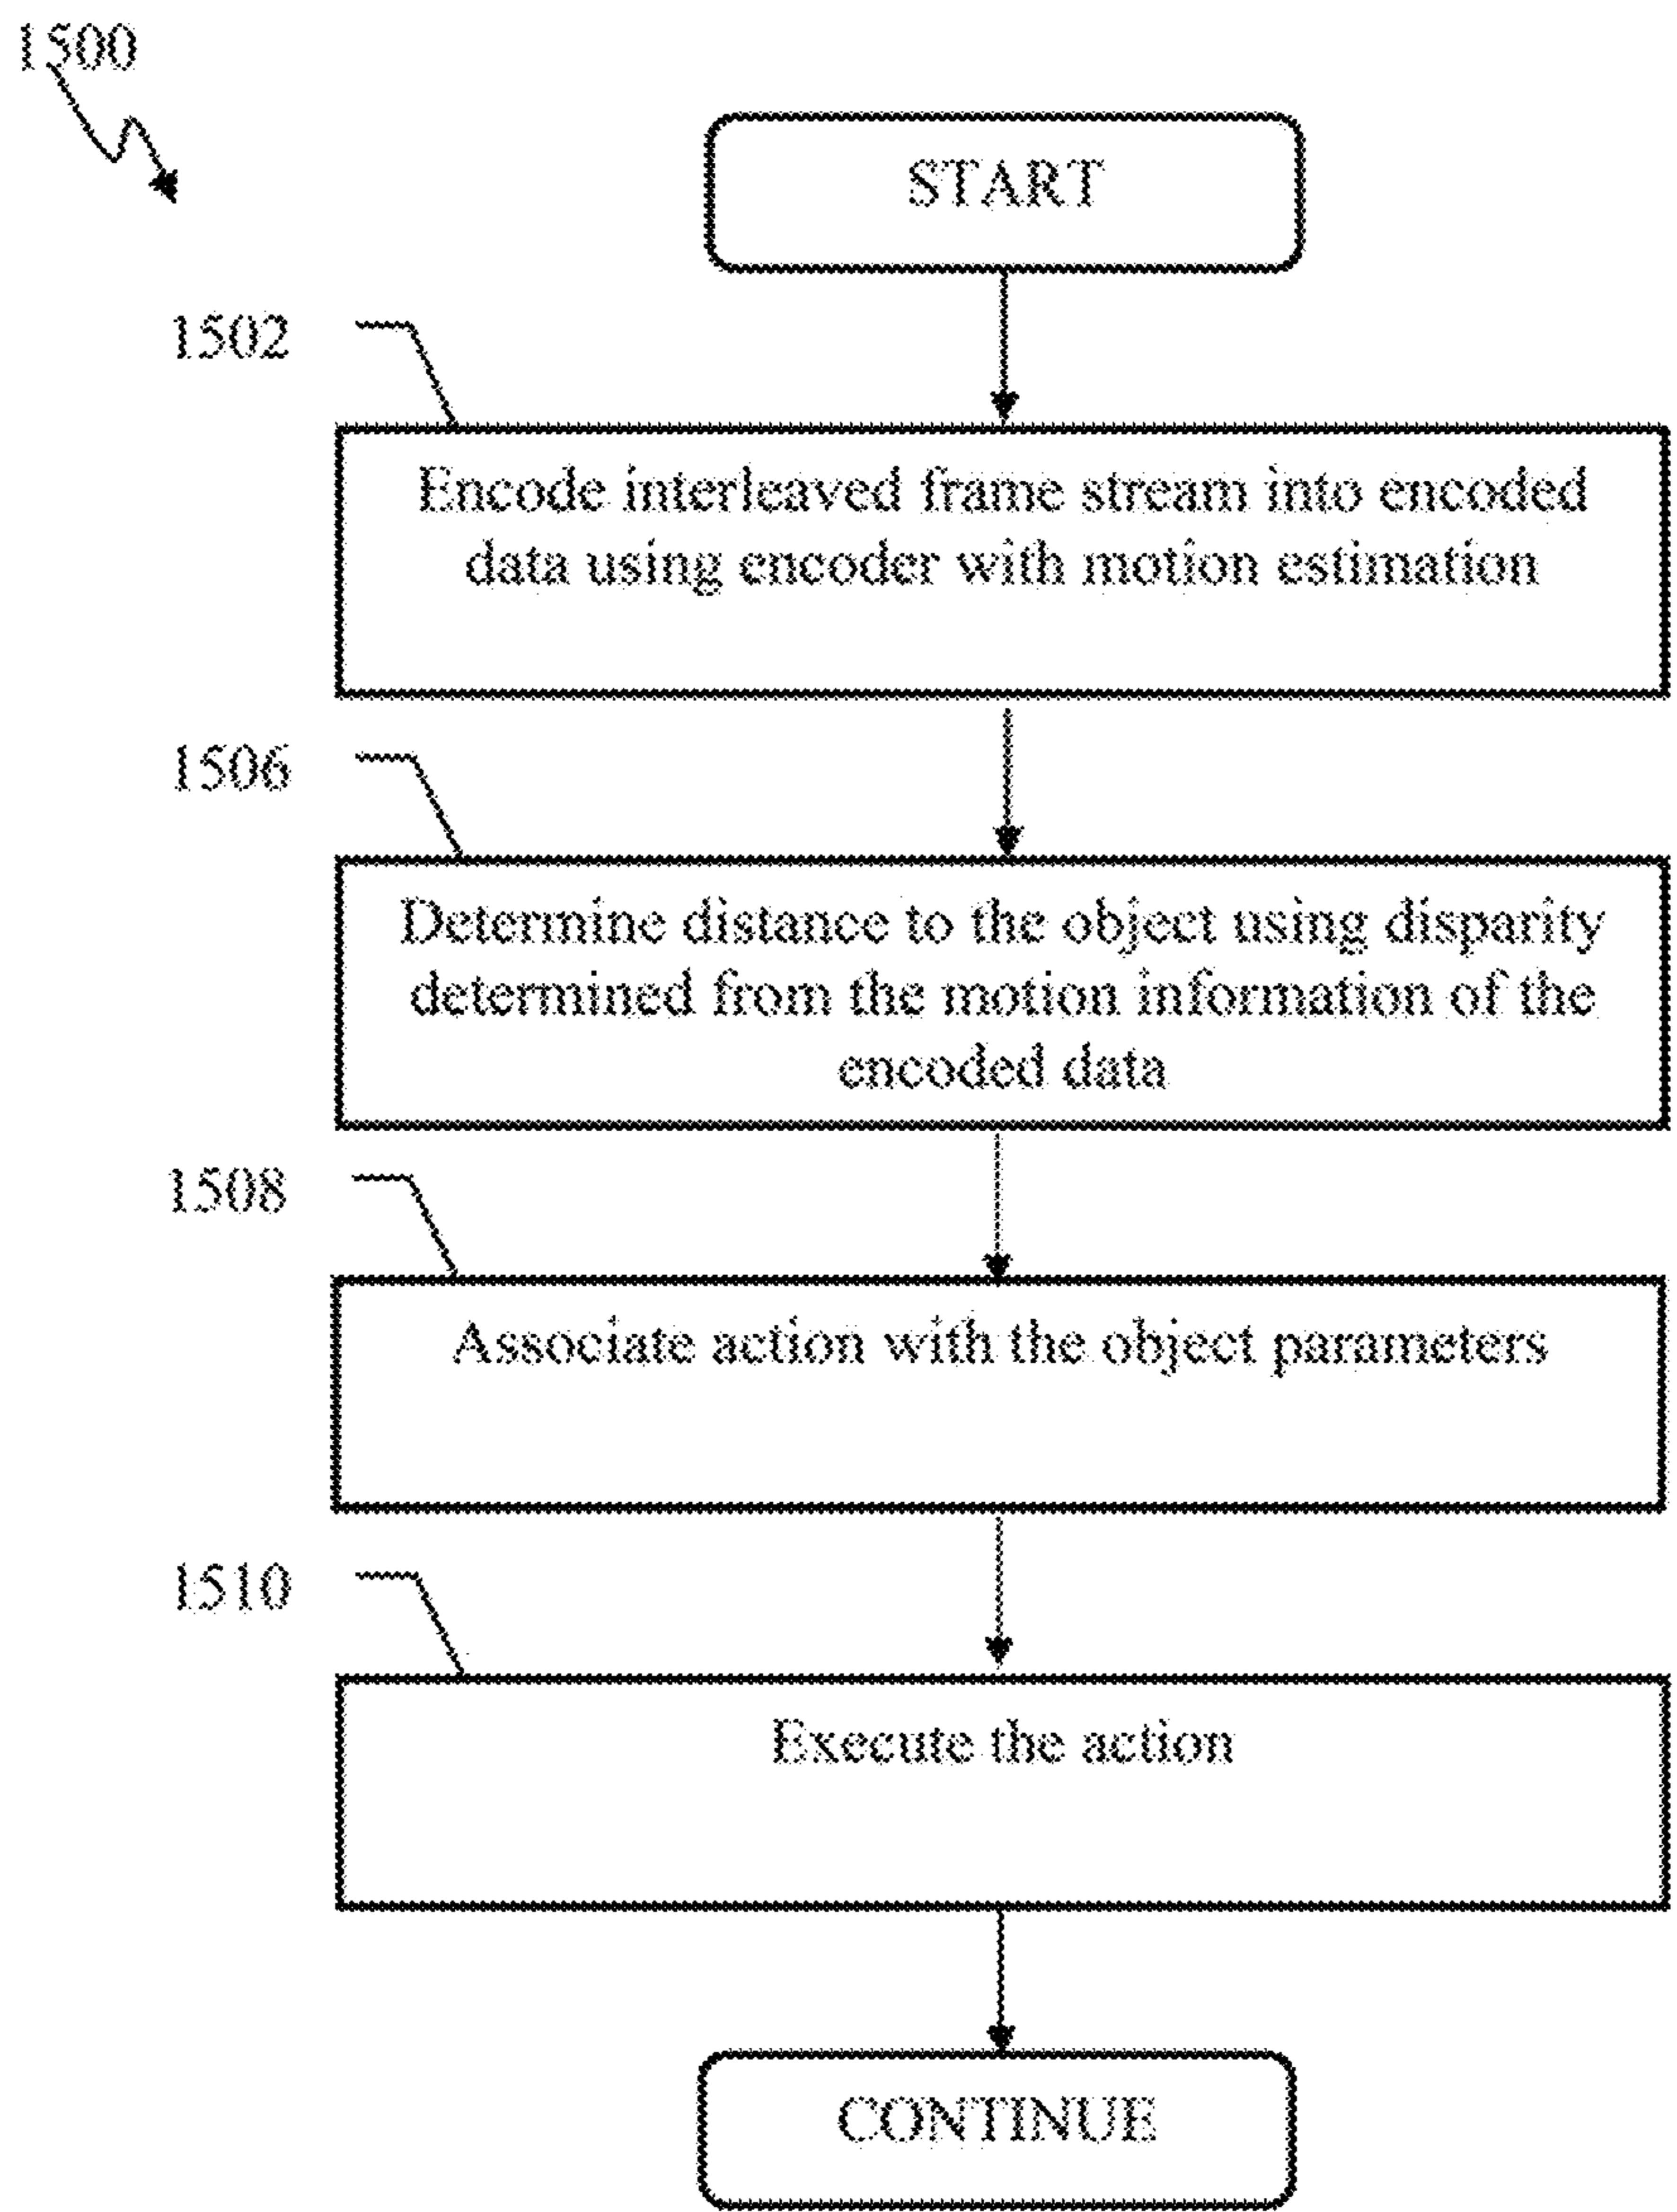 1500
START
1502
Encode interleaved frame stream into encoded
data using encoder with motion estimation
1506
Determine distance to the object using disparity
determined from the motion information of the
encoded data
1508
Associate action with the object parameters
1510
Execute the action
CONTINUE